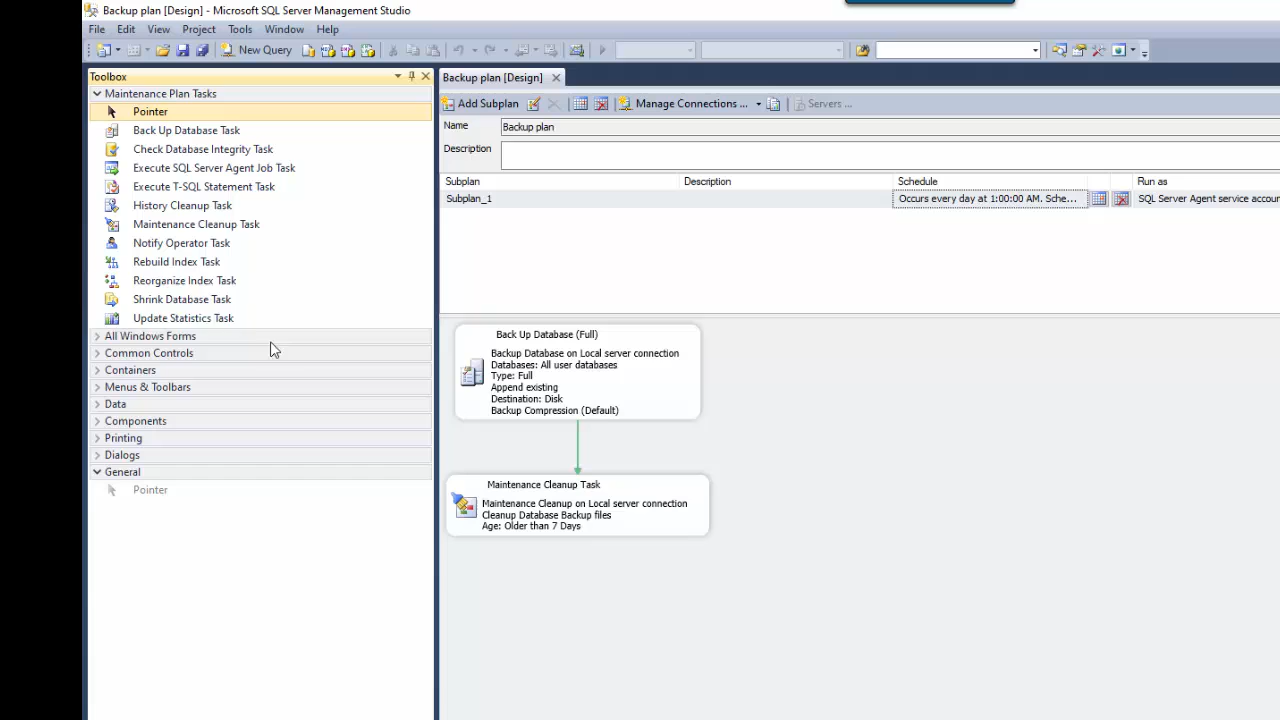 Backup plan [Design] - Microsoft SQL Server Management Studio
File Edit View Project Tools Window Help
New Query
Toolbox
Maintenance Plan Tasks
Pointer
Back Up Database Task
Check Database Integrity Task
Execute SQL Server Agent Job Task
Execute T-SQL Statement Task
History Cleanup Task
Maintenance Cleanup Task
Notify Operator Task
Rebuild Index Task
Reorganize Index Task
Shrink Database Task
Update Statistics Task
All Windows Forms
Common Controls
Containers
Menus & Toolbars
Data
Components
Printing
Dialogs
General
Pointer
Backup plan [Design]
Add Subplan Manage Connections ... Servers ...
Name Backup plan
Description
Subplan Description Schedule Run as
Subplan_1 Occurs every day at 1:00:00 AM. Sche... SQL Server Agent service accoun
Back Up Database (Full)
Backup Database on Local server connection
Databases: All user databases
Type: Full
Append existing
Destination: Disk
Backup Compression (Default)
Maintenance Cleanup Task
Maintenance Cleanup on Local server connection
Cleanup Database Backup files
Age: Older than 7 Days